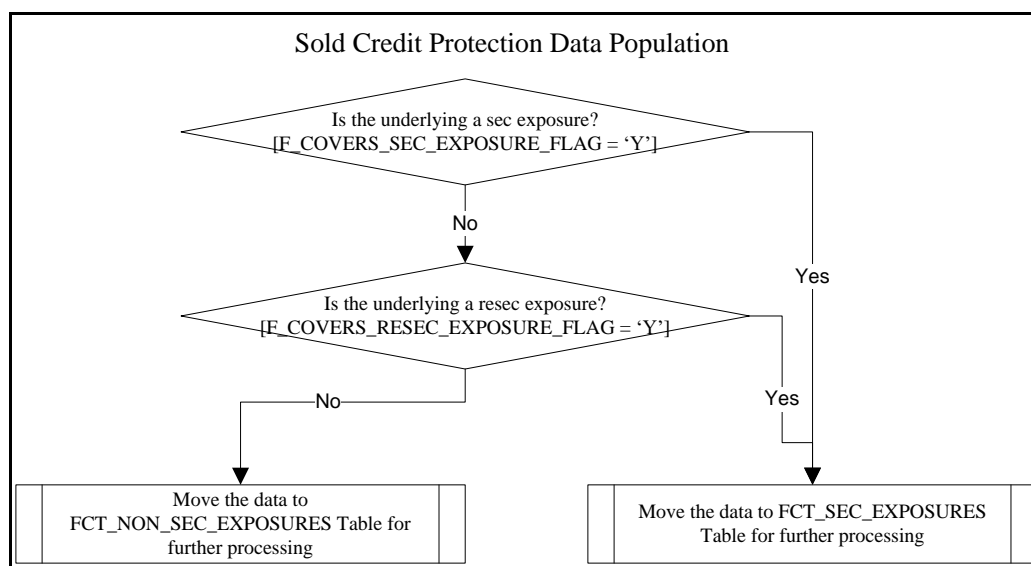 Sold Credit Protection Data Population
Is the underlying a sec exposure?
[F_COVERS_SEC_EXPOSURE_FLAG = ‘Y’]
No
Yes
Is the underlying a resec exposure?
[F_COVERS_RESEC_EXPOSURE_FLAG = ‘Y’]
No
Yes
Move the data to
FCT_NON_SEC_EXPOSURES Table for
further processing
Move the data to FCT_SEC_EXPOSURES
Table for further processing